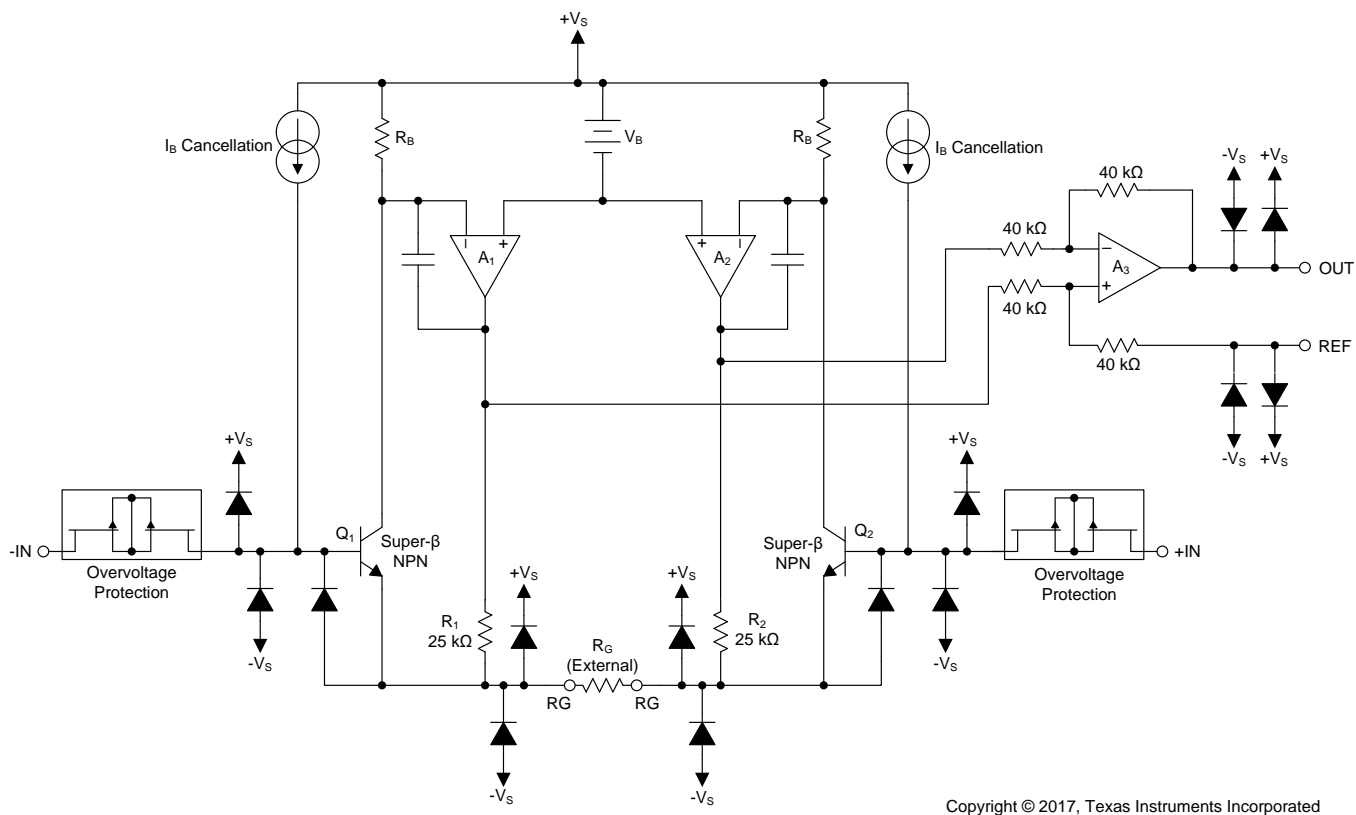 +VS
IB Cancellation
RB
VB
RB
IB Cancellation
-VS
+VS
40 kΩ
40 kΩ
40 kΩ
40 kΩ
− +
A1
+ −
A2
−
A3
+
OUT
REF
-VS
+VS
+VS
+VS
-IN
Overvoltage
Protection
Q1
Super-β
NPN
-VS
+VS
R1
25 kΩ
RG
(External)
RG
RG
+VS
R2
25 kΩ
Super-β
NPN
Q2
-VS
+IN
Overvoltage
Protection
-VS
-VS
Copyright © 2017, Texas Instruments Incorporated